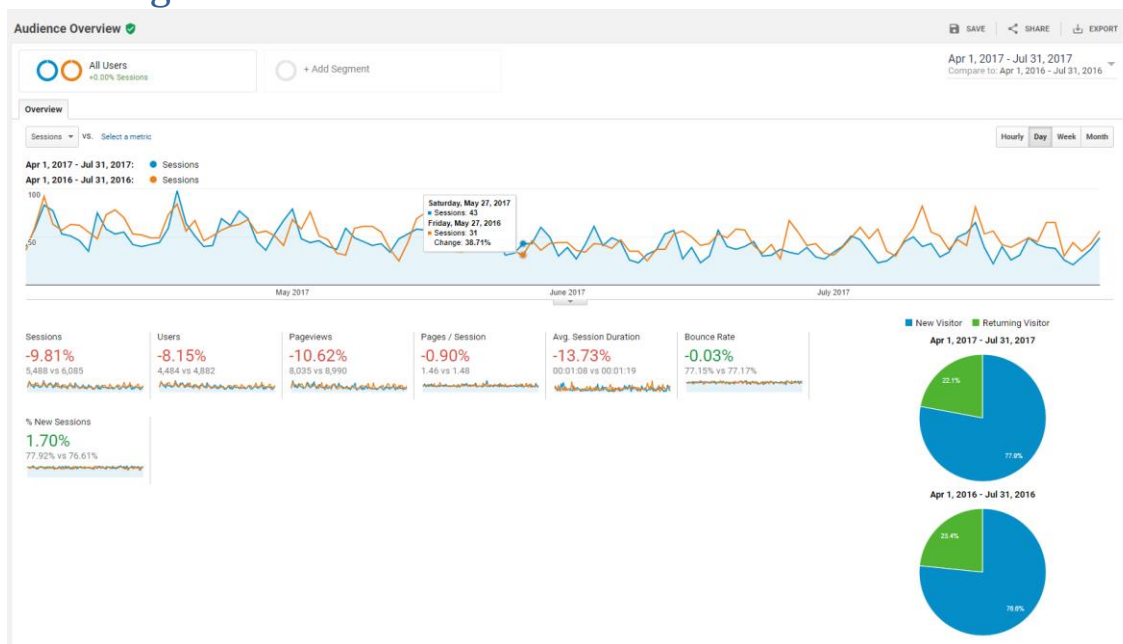 Audience Overview
SAVE
SHARE
EXPORT
All Users
+0.00% Sessions
+ Add Segment
Apr 1, 2017 - Jul 31, 2017
Compare to: Apr 1, 2016 - Jul 31, 2016
Overview
Sessions VS. Select a metric
Hourly Day Week Month
Apr 1, 2017 - Jul 31, 2017: Sessions
Apr 1, 2016 - Jul 31, 2016: Sessions
100
50
Saturday, May 27, 2017
Sessions: 43
Friday, May 27, 2016
Sessions: 31
Change: 38.71%
May 2017
June 2017
July 2017
Sessions
-9.81%
5,488 vs 6,085
Users
-8.15%
4,484 vs 4,882
Pageviews
-10.62%
8,035 vs 8,990
Pages / Session
-0.90%
1.46 vs 1.48
Avg. Session Duration
-13.73%
00:01:08 vs 00:01:19
Bounce Rate
-0.03%
77.15% vs 77.17%
% New Sessions
1.70%
77.92% vs 76.61%
New Visitor Returning Visitor
Apr 1, 2017 - Jul 31, 2017
22.1%
77.9%
Apr 1, 2016 - Jul 31, 2016
23.4%
76.6%